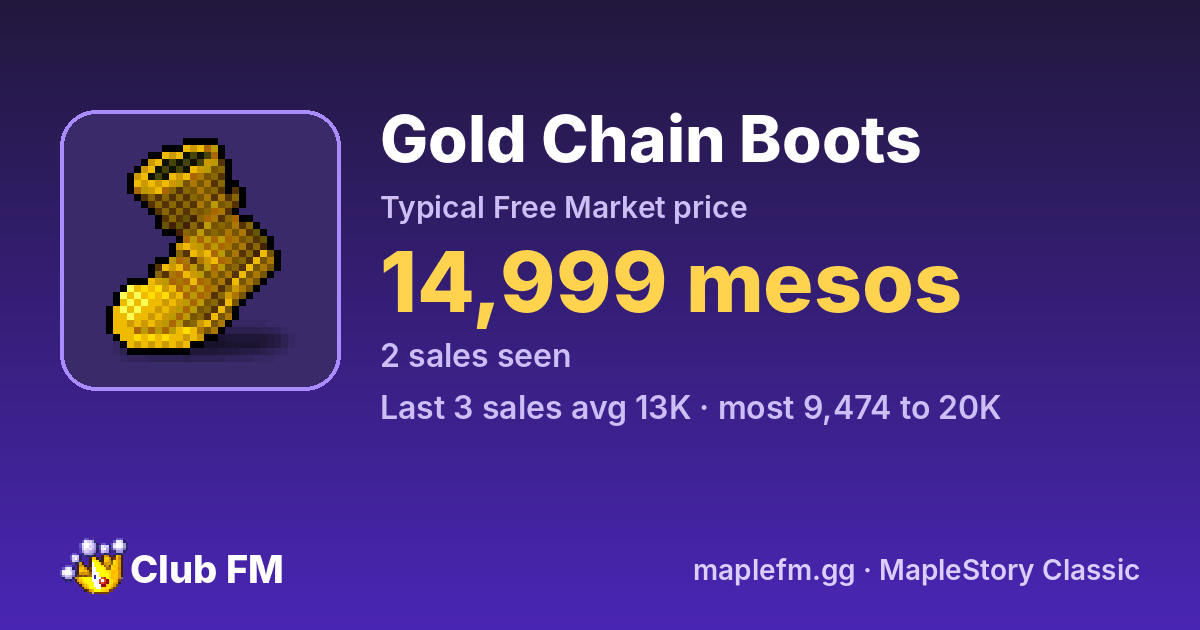 Gold Chain Boots
Typical Free Market price
14,999 mesos
2 sales seen
Last 3 sales avg 13K · most 9,474 to 20K
Club FM
maplefm.gg · MapleStory Classic